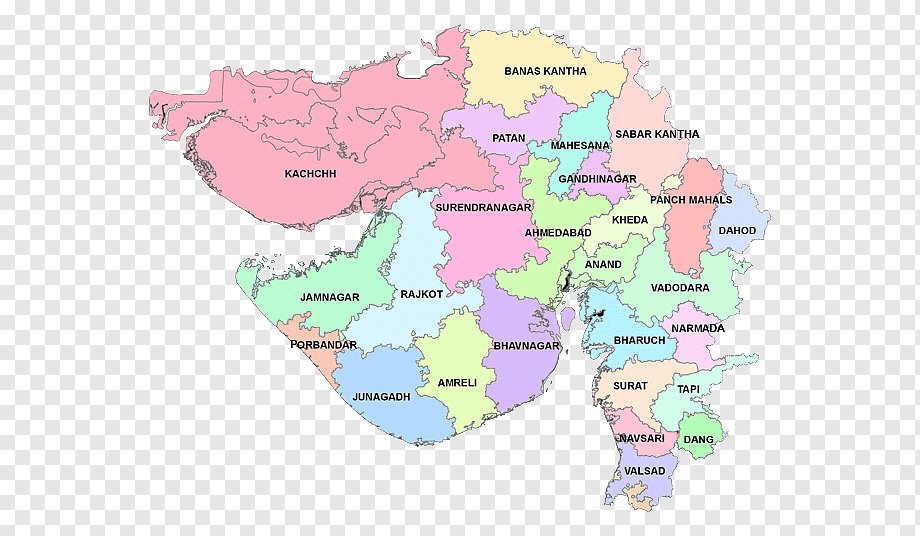 BANAS KANTHA
SABAR KANTHA
PATAN
MAHESANA
KACHCHH
GANDHINAGAR
PANCH MAHALS
SURENDRANAGAR
KHEDA
AHMEDABAD
DAHOD
ANAND
VADODARA
JAMNAGAR
RAJKOT
NARMADA
BHARUCH
PORBANDAR
BHAVNAGAR
AMRELI
SURAT
TAPI
JUNAGADH
NAVSARI
DANG
VALSAD